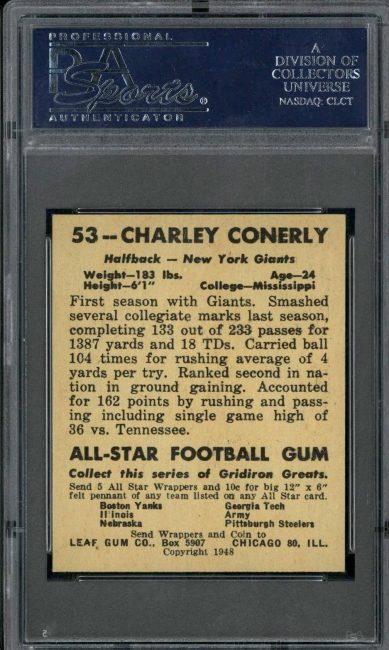 PROFESSIONAL
PSA
Sports
®
AUTHENTICATOR
A
DIVISION OF
COLLECTORS
UNIVERSE
NASDAQ: CLCT
53--CHARLEY CONERLY
Halfback — New York Giants
Weight—183 lbs. Age—24
Height—6'1" College—Mississippi
First season with Giants. Smashed
several collegiate marks last season,
completing 133 out of 233 passes for
1387 yards and 18 TDs. Carried ball
104 times for rushing average of 4
yards per try. Ranked second in na-
tion in ground gaining. Accounted
for 162 points by rushing and pass-
ing including single game high of
36 vs. Tennessee.
ALL-STAR FOOTBALL GUM
Collect this series of Gridiron Greats.
Send 5 All Star Wrappers and 10c for big 12" x 6"
felt pennant of any team listed on any All Star card.
Boston Yanks Georgia Tech
Illinois Army
Nebraska Pittsburgh Steelers
Send Wrappers and Coin to
LEAF GUM CO., Box 5907 CHICAGO 80, ILL.
Copyright 1948